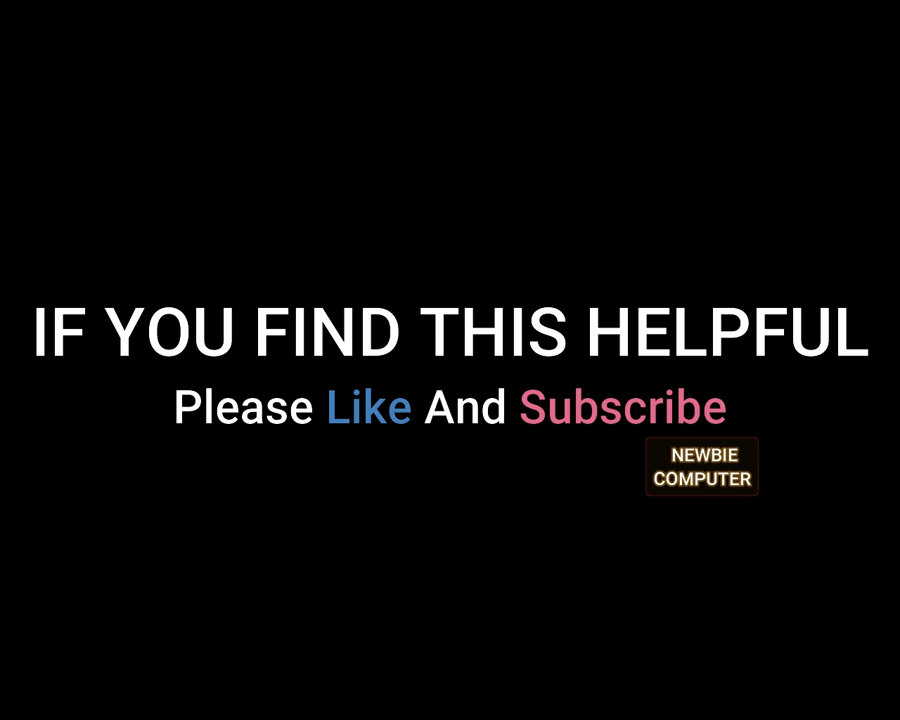 IF YOU FIND THIS HELPFUL
Please Like And Subscribe
NEWBIE
COMPUTER